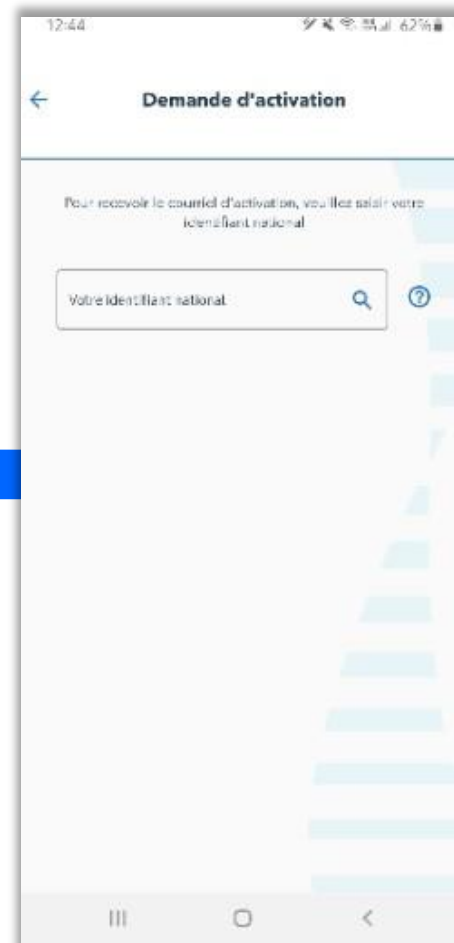 12:44 62%
Demande d'activation
Pour recevoir le courriel d'activation, veuillez saisir votre
identifiant national
Votre identifiant national